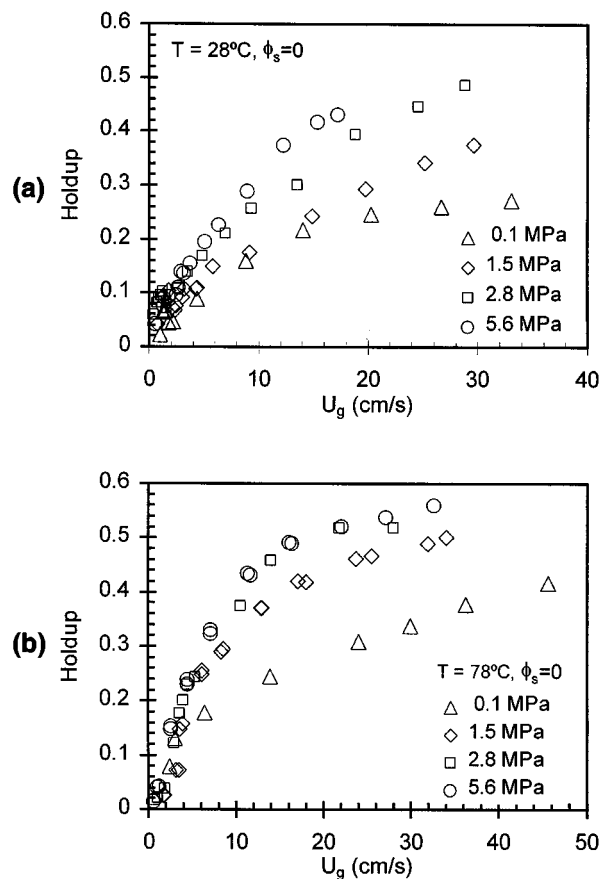 (a)
Holdup
0.6
0.5
0.4
0.3
0.2
0.1
0
T = 28ºC, ϕs=0
△ 0.1 MPa
◇ 1.5 MPa
□ 2.8 MPa
○ 5.6 MPa
0 10 20 30 40
Ug (cm/s)
(b)
Holdup
0.6
0.5
0.4
0.3
0.2
0.1
0
T = 78ºC, ϕs=0
△ 0.1 MPa
◇ 1.5 MPa
□ 2.8 MPa
○ 5.6 MPa
0 10 20 30 40 50
Ug (cm/s)